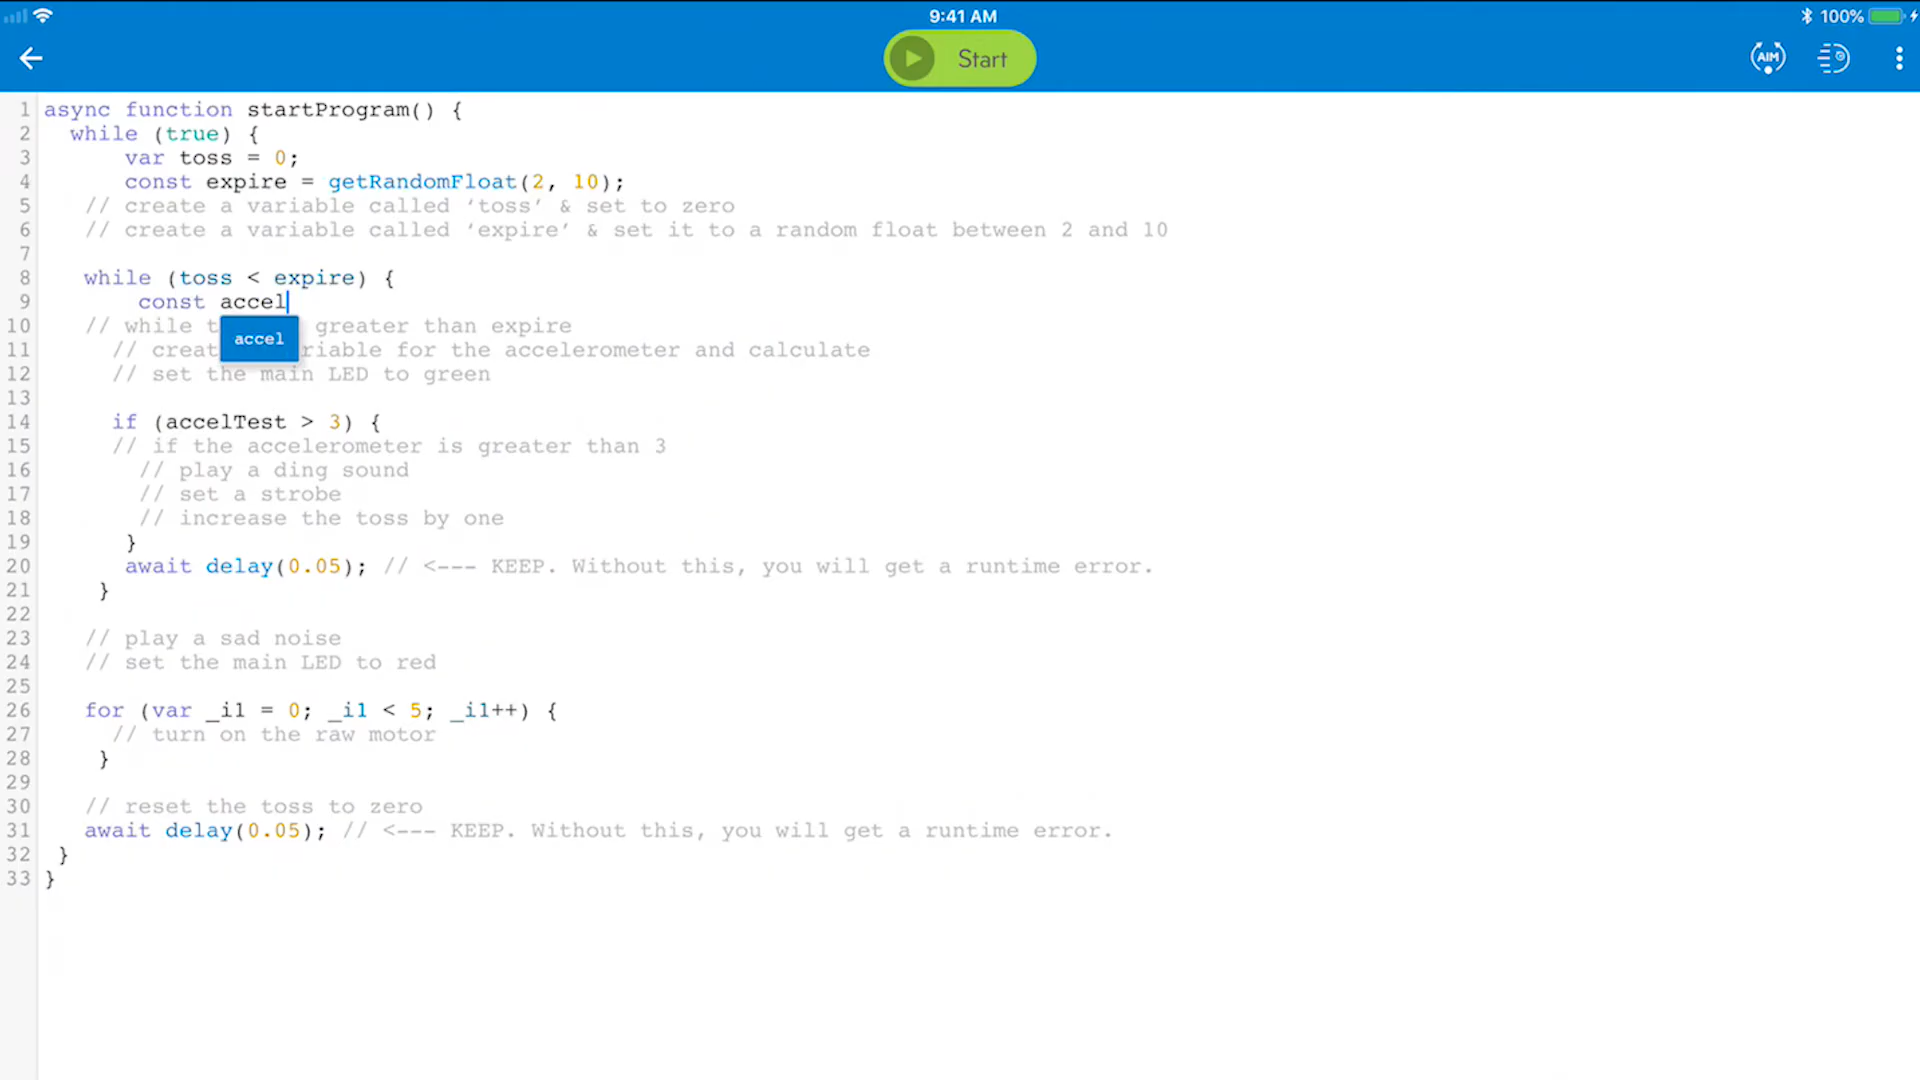 9:41 AM
100%
Start
AIM
1 async function startProgram() {
2 while (true) {
3 var toss = 0;
4 const expire = getRandomFloat(2, 10);
5 // create a variable called ‘toss’ & set to zero
6 // create a variable called ‘expire’ & set it to a random float between 2 and 10
7
8 while (toss < expire) {
9 const accel
10 // while t greater than expire
accel
11 // creat riable for the accelerometer and calculate
12 // set the main LED to green
13
14 if (accelTest > 3) {
15 // if the accelerometer is greater than 3
16 // play a ding sound
17 // set a strobe
18 // increase the toss by one
19 }
20 await delay(0.05); // <--- KEEP. Without this, you will get a runtime error.
21 }
22
23 // play a sad noise
24 // set the main LED to red
25
26 for (var _i1 = 0; _i1 < 5; _i1++) {
27 // turn on the raw motor
28 }
29
30 // reset the toss to zero
31 await delay(0.05); // <--- KEEP. Without this, you will get a runtime error.
32 }
33 }